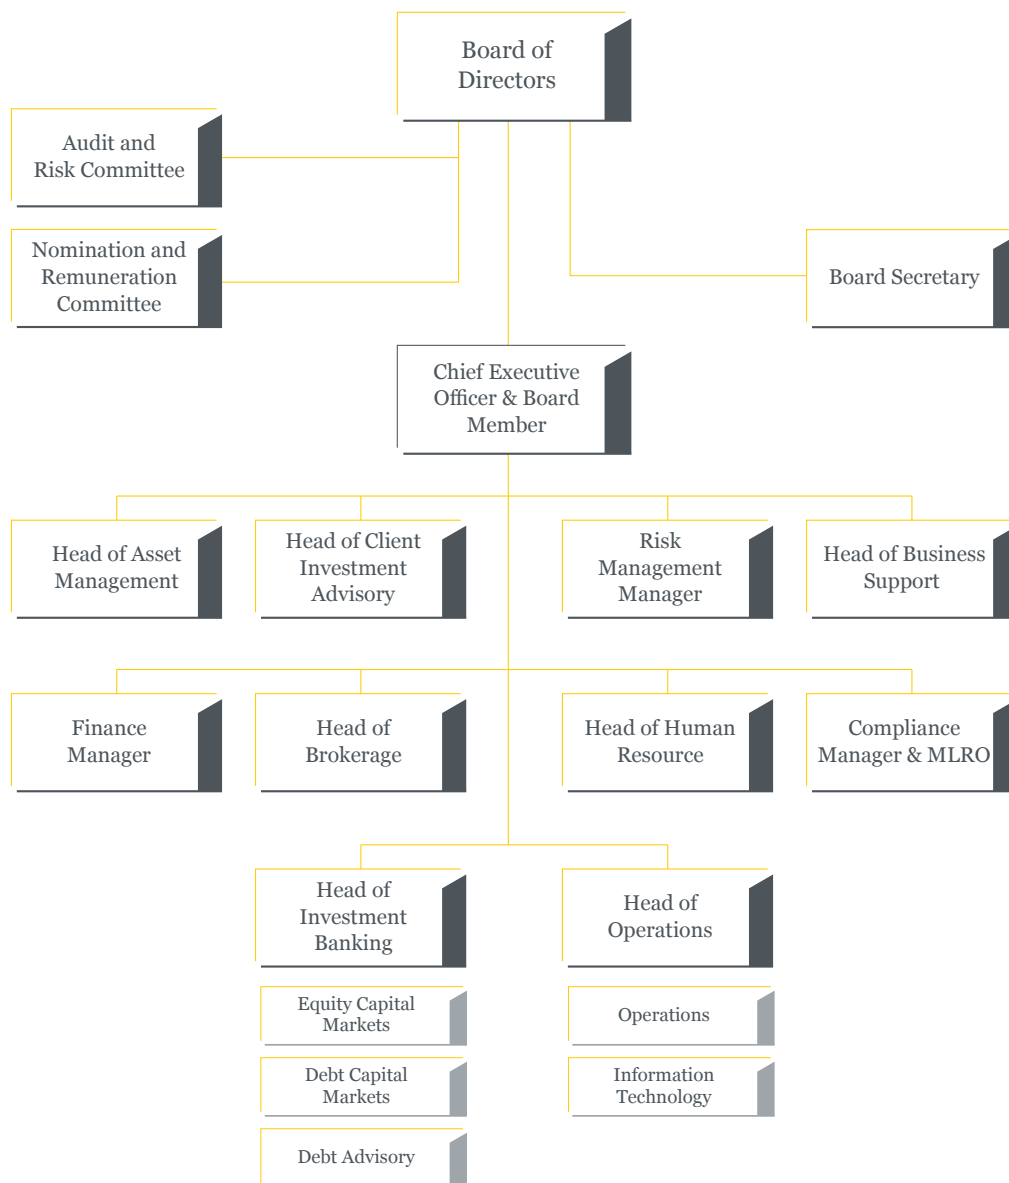 Board of
Directors
Audit and
Risk Committee
Nomination and
Remuneration
Committee
Board Secretary
Chief Executive
Officer & Board
Member
Head of Asset
Management
Head of Client
Investment
Advisory
Risk
Management
Manager
Head of Business
Support
Finance
Manager
Head of
Brokerage
Head of Human
Resource
Compliance
Manager & MLRO
Head of
Investment
Banking
Head of
Operations
Equity Capital
Markets
Operations
Debt Capital
Markets
Information
Technology
Debt Advisory